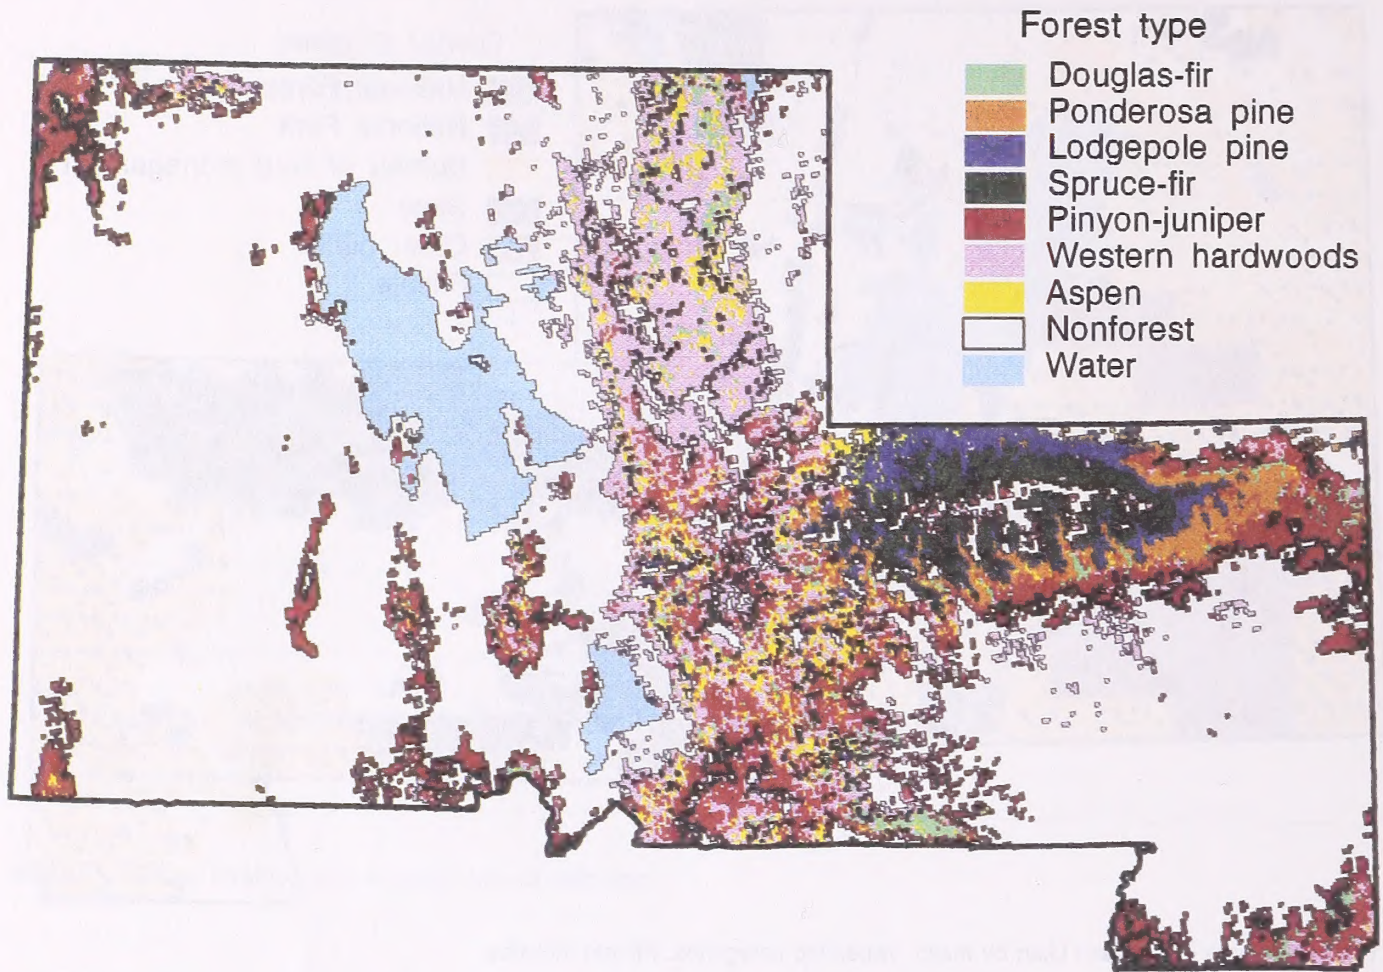 Forest type
Douglas-fir
Ponderosa pine
Lodgepole pine
Spruce-fir
Pinyon-juniper
Western hardwoods
Aspen
Nonforest
Water